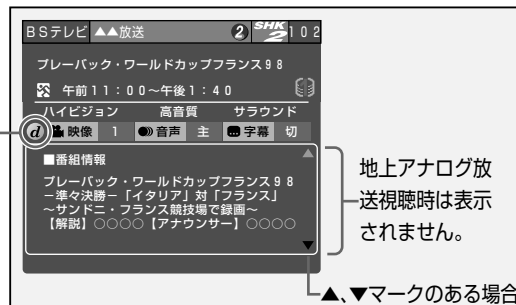 BSテレビ ▲▲放送 2 SHK 2 102
プレーバック・ワールドカップフランス98
午前11:00~午後1:40
ハイビジョン 高音質 サラウンド
d 映像 1 音声 主 字幕 切
■番組情報
プレーバック・ワールドカップフランス98
-準々決勝-「イタリア」対「フランス」
~サンドニ・フランス競技場で録画~
【解説】○○○○【アナウンサー】○○○○
地上アナログ放
送視聴時は表示
されません。
▲、▼マークのある場合